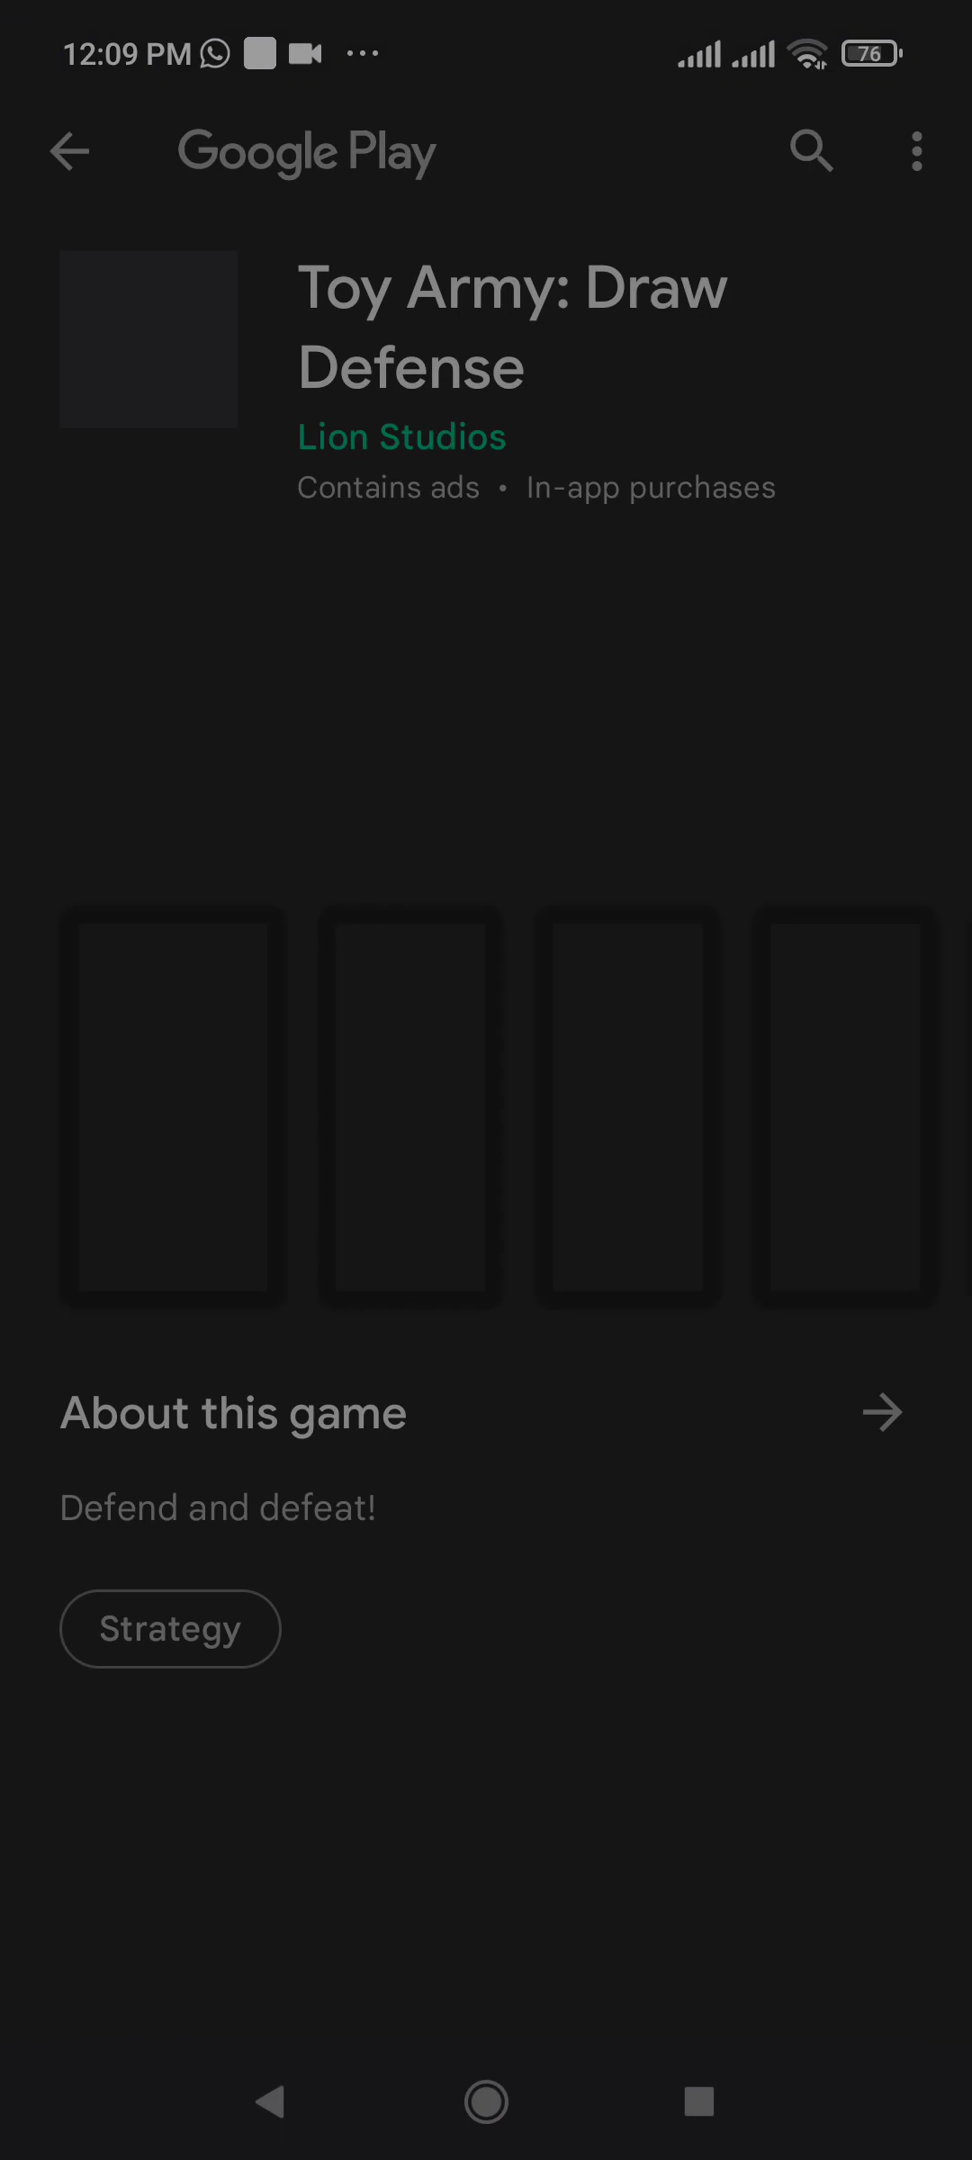 12:09 PM
76
Google Play
Toy Army: Draw
Defense
Lion Studios
Contains ads • In-app purchases
About this game
Defend and defeat!
Strategy